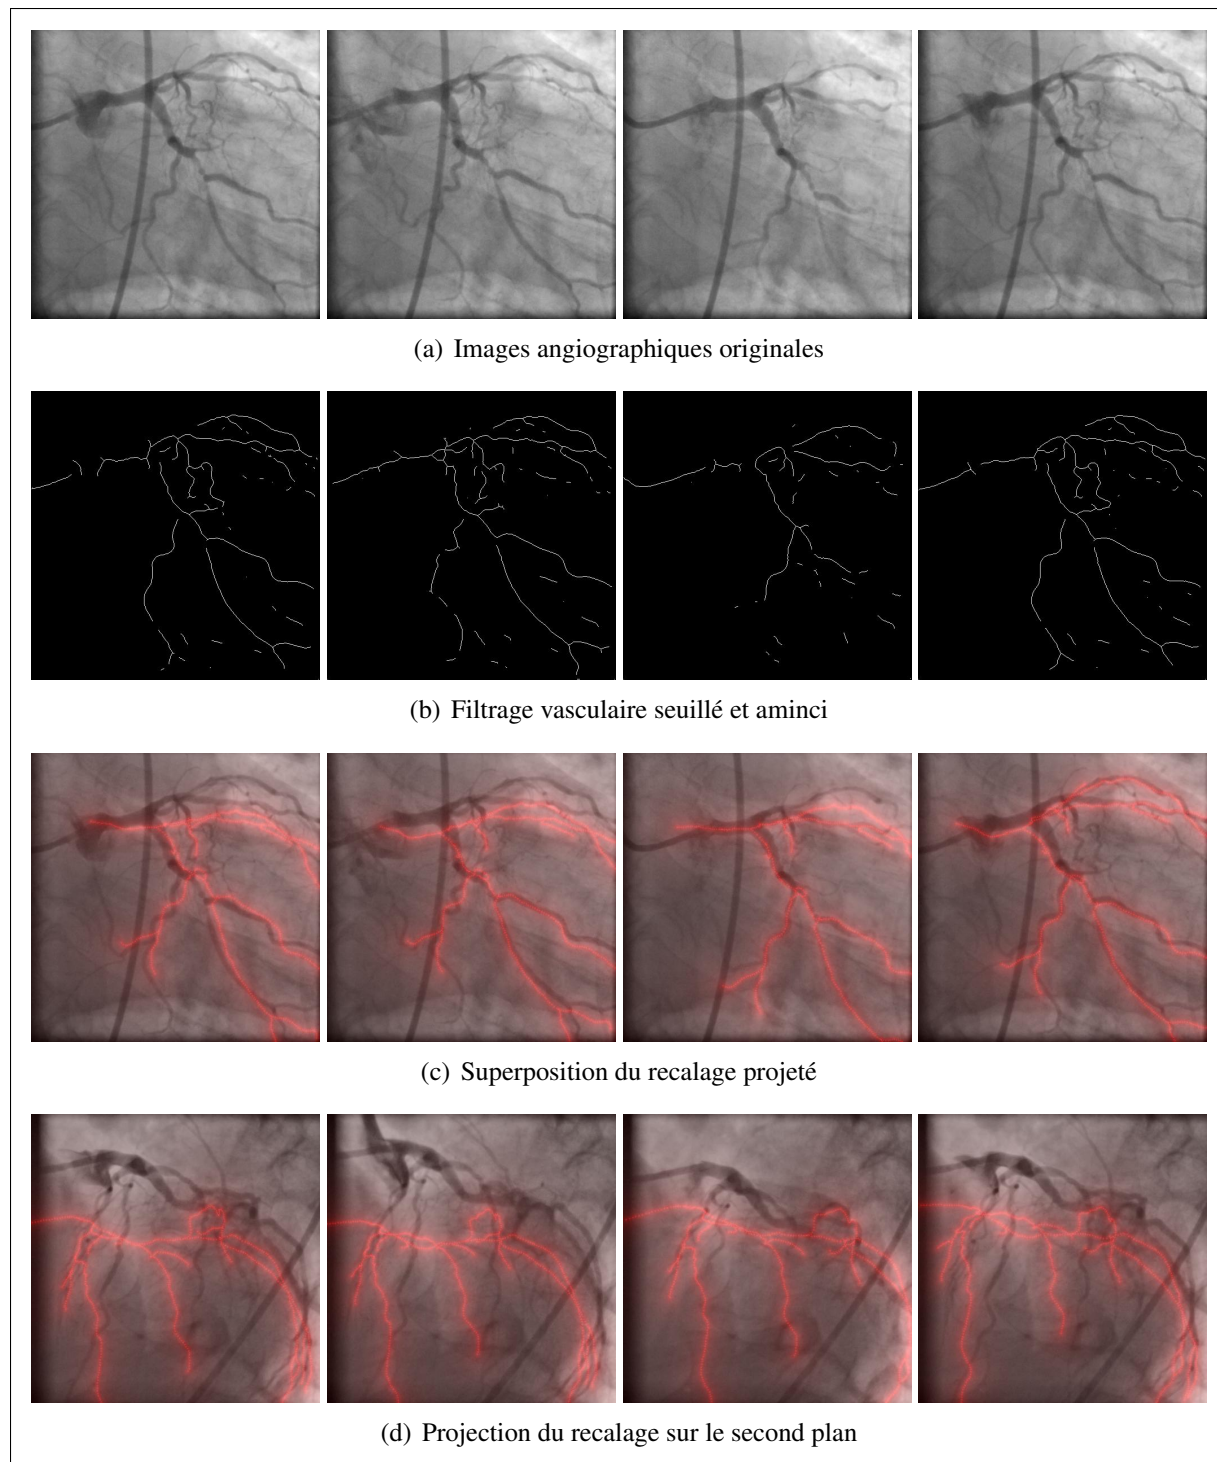 (a) Images angiographiques originales
(b) Filtrage vasculaire seuillé et aminci
(c) Superposition du recalage projeté
(d) Projection du recalage sur le second plan